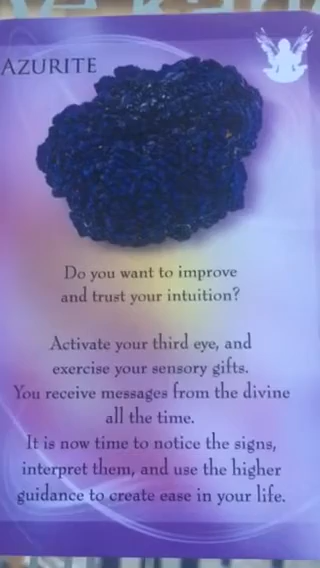 AZURITE
Do you want to improve
and trust your intuition?
Activate your third eye, and
exercise your sensory gifts.
You receive messages from the divine
all the time.
It is now time to notice the signs,
interpret them, and use the higher
guidance to create ease in your life.